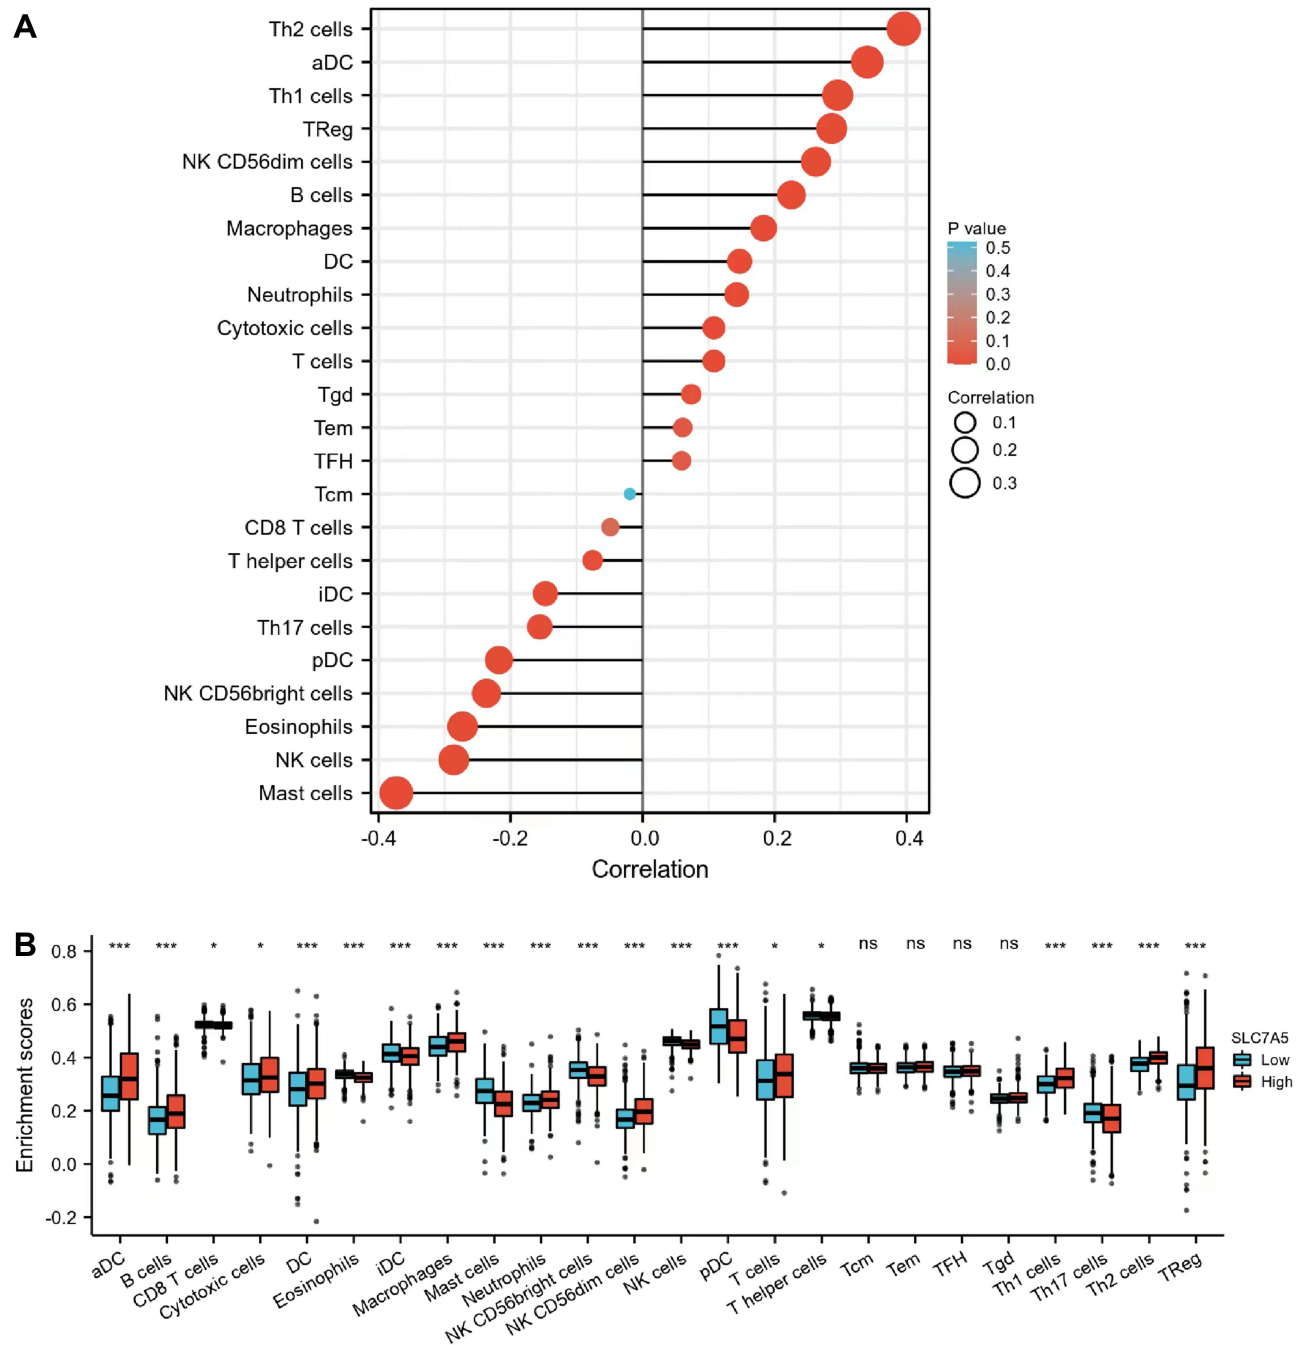 A
Th2 cells
aDC
Th1 cells
TReg
NK CD56dim cells
B cells
Macrophages
DC
Neutrophils
Cytotoxic cells
T cells
Tgd
Tem
TFH
Tcm
CD8 T cells
T helper cells
iDC
Th17 cells
pDC
NK CD56bright cells
Eosinophils
NK cells
Mast cells
-0.4 -0.2 0.0 0.2 0.4
Correlation
P value
0.5
0.4
0.3
0.2
0.1
0.0
Correlation
0.1
0.2
0.3
B
*** *** * * *** *** *** *** *** *** *** *** *** *** * * ns ns ns ns *** *** *** ***
Enrichment scores
0.8
0.6
0.4
0.2
0.0
-0.2
aDC
B cells
CD8 T cells
Cytotoxic cells
DC
Eosinophils
iDC
Macrophages
Mast cells
Neutrophils
NK CD56bright cells
NK CD56dim cells
NK cells
pDC
T cells
T helper cells
Tcm
Tem
TFH
Tgd
Th1 cells
Th17 cells
Th2 cells
TReg
SLC7A5
Low
High